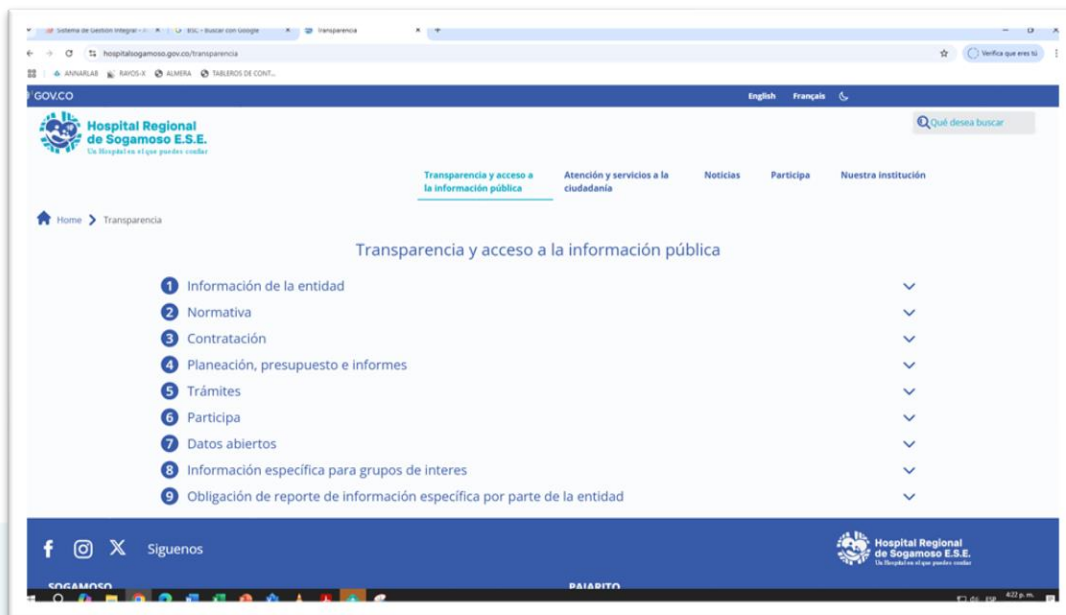 Sistema de Gestión Integral - A
BSC - Buscar con Google
Transparencia
hospitalsogamoso.gov.co/transparencia
Verifica que eres tú
ANNARLAB
RAYOS-X
ALMERA
TABLEROS DE CONT...
GOV.CO
English
Français
Hospital Regional
de Sogamoso E.S.E.
Un Hospital en el que puedes confiar
Qué desea buscar
Transparencia y acceso a
la información pública
Atención y servicios a la
ciudadanía
Noticias
Participa
Nuestra institución
Home
Transparencia
Transparencia y acceso a la información pública
1 Información de la entidad
2 Normativa
3 Contratación
4 Planeación, presupuesto e informes
5 Trámites
6 Participa
7 Datos abiertos
8 Información específica para grupos de interes
9 Obligación de reporte de información específica por parte de la entidad
Siguenos
Hospital Regional
de Sogamoso E.S.E.
Un Hospital en el que puedes confiar
SOGAMOSO
PAJARITO
ESP
4:22 p. m.